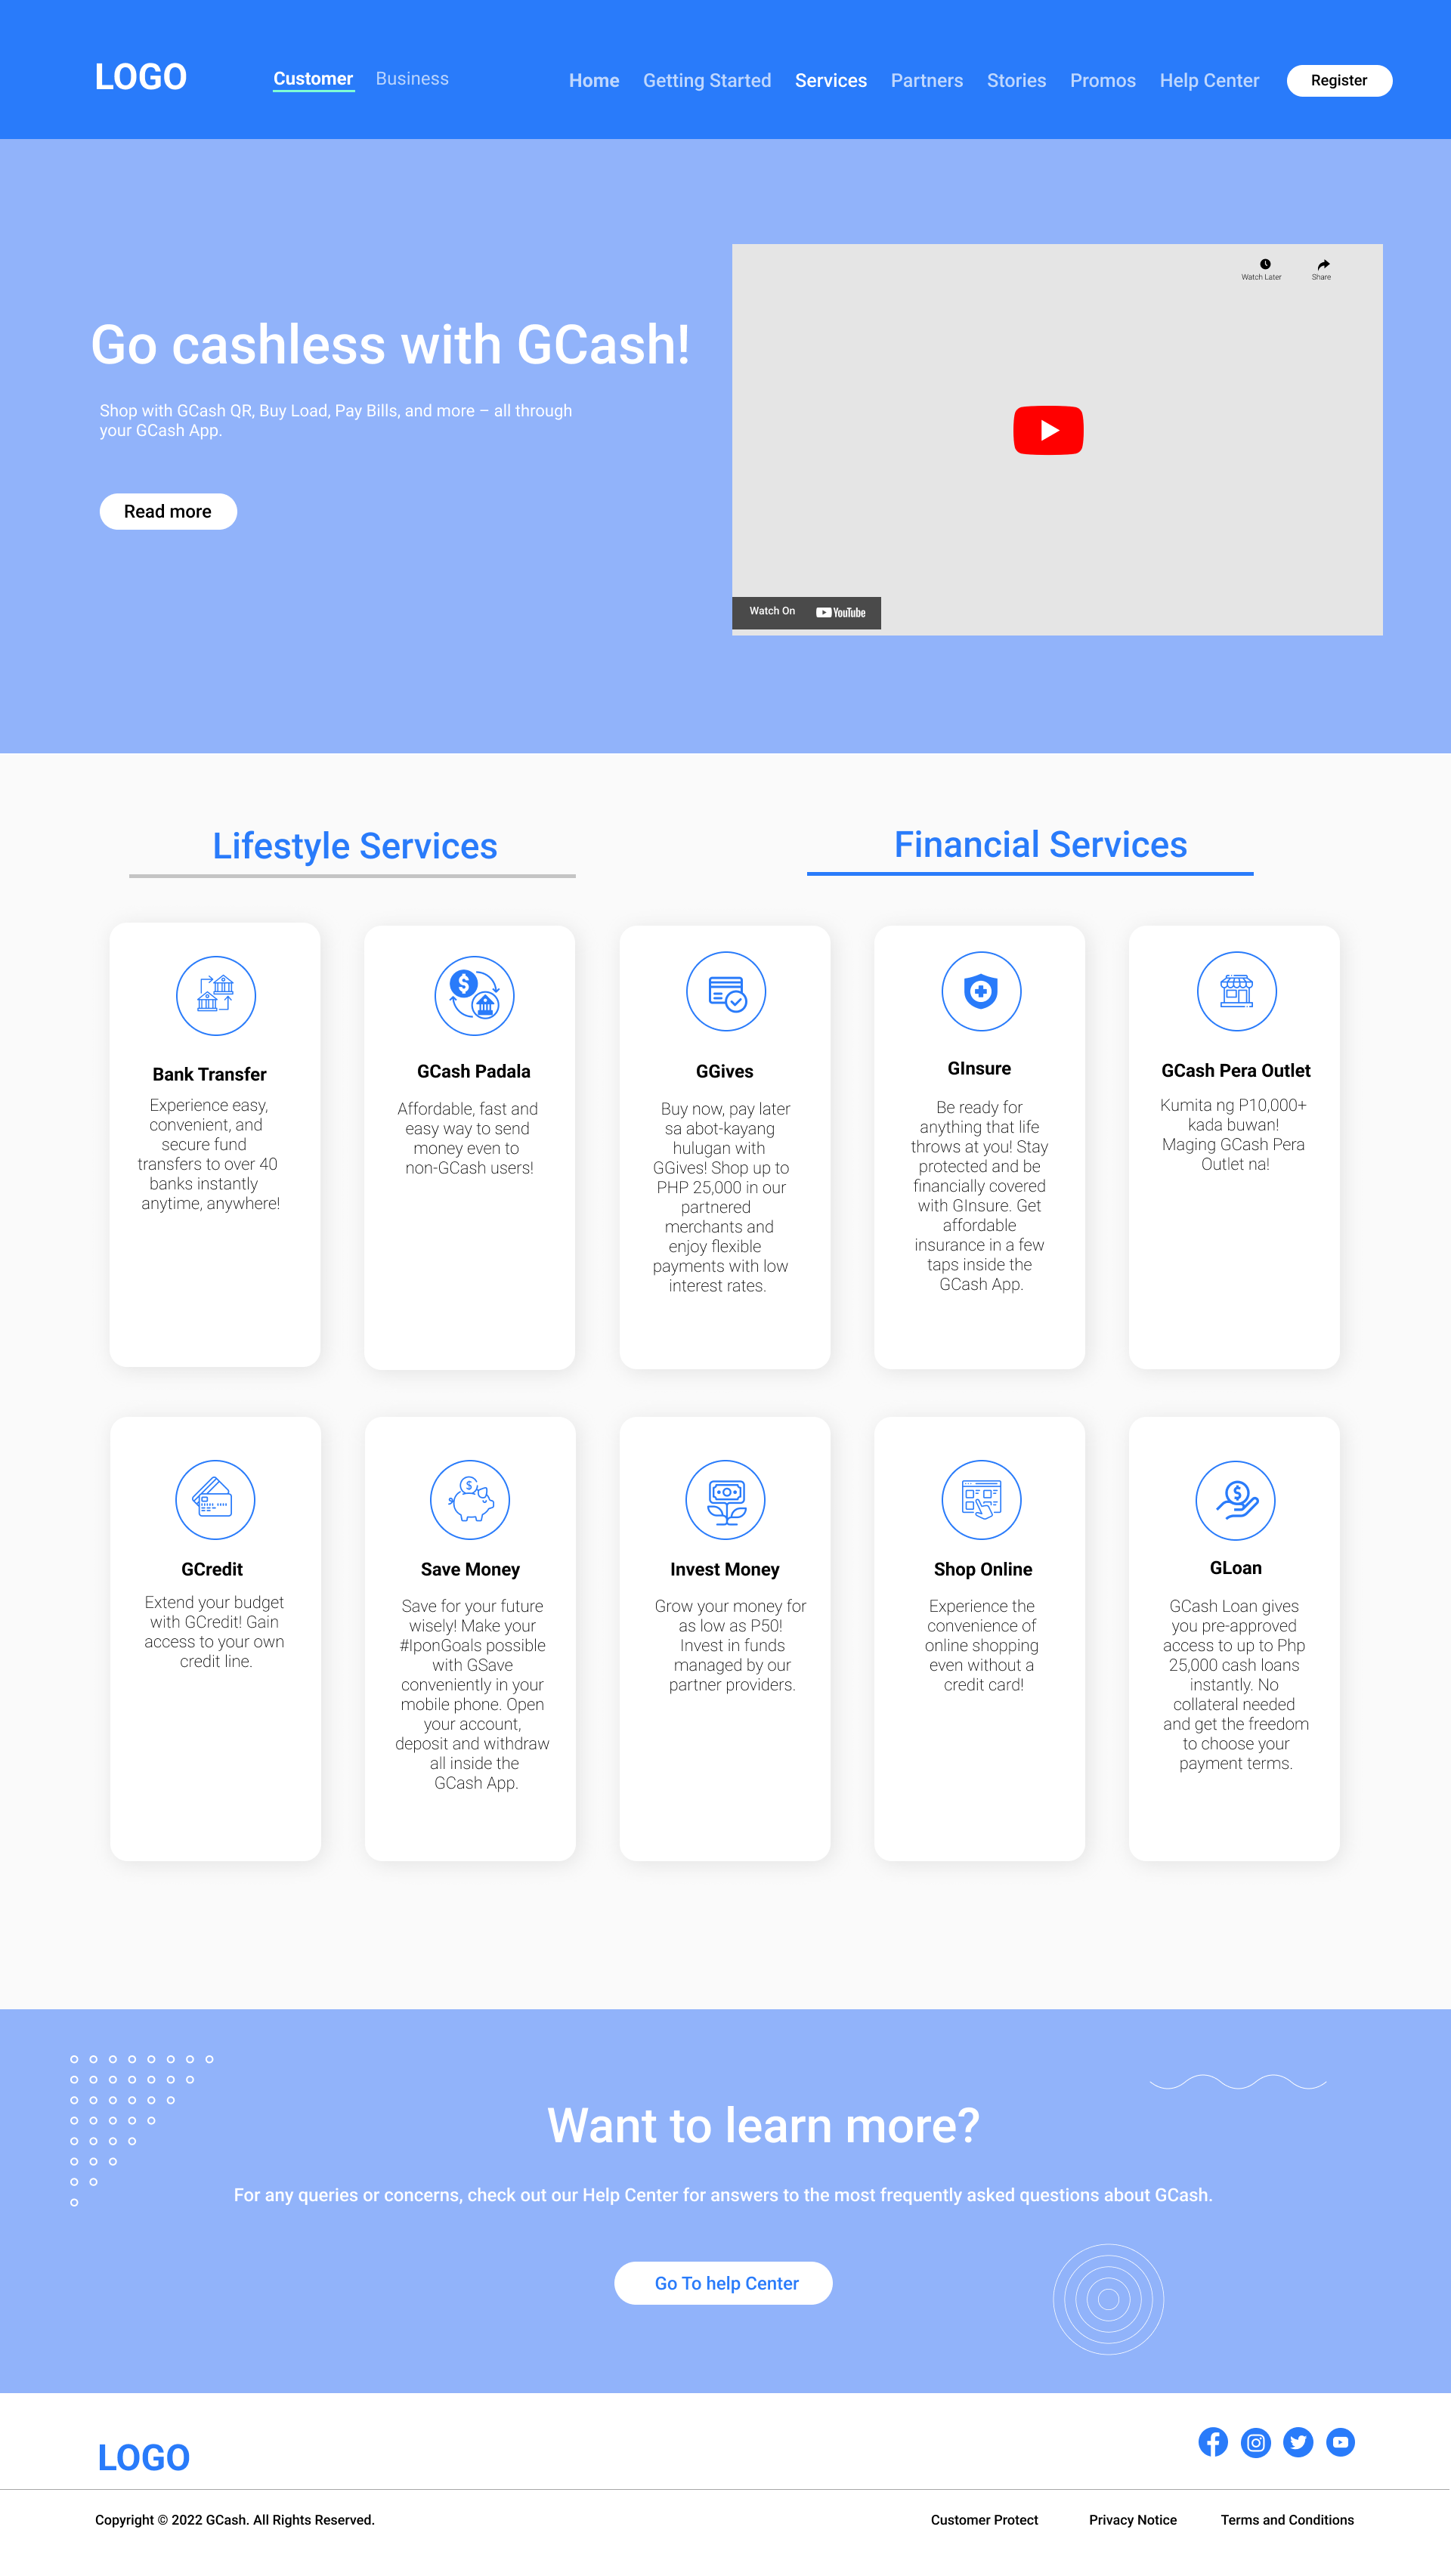 LOGO
Customer Business
Home Getting Started Services Partners Stories Promos Help Center Register
Watch Later Share
Go cashless with GCash!
Shop with GCash QR, Buy Load, Pay Bills, and more – all through
your GCash App.
Read more
Watch On YouTube
Lifestyle Services
Financial Services
Bank Transfer
Experience easy,
convenient, and
secure fund
transfers to over 40
banks instantly
anytime, anywhere!
GCash Padala
Affordable, fast and
easy way to send
money even to
non-GCash users!
GGives
Buy now, pay later
sa abot-kayang
hulugan with
GGives! Shop up to
PHP 25,000 in our
partnered
merchants and
enjoy flexible
payments with low
interest rates.
GInsure
Be ready for
anything that life
throws at you! Stay
protected and be
financially covered
with GInsure. Get
affordable
insurance in a few
taps inside the
GCash App.
GCash Pera Outlet
Kumita ng P10,000+
kada buwan!
Maging GCash Pera
Outlet na!
GCredit
Extend your budget
with GCredit! Gain
access to your own
credit line.
Save Money
Save for your future
wisely! Make your
#IponGoals possible
with GSave
conveniently in your
mobile phone. Open
your account,
deposit and withdraw
all inside the
GCash App.
Invest Money
Grow your money for
as low as P50!
Invest in funds
managed by our
partner providers.
Shop Online
Experience the
convenience of
online shopping
even without a
credit card!
GLoan
GCash Loan gives
you pre-approved
access to up to Php
25,000 cash loans
instantly. No
collateral needed
and get the freedom
to choose your
payment terms.
Want to learn more?
For any queries or concerns, check out our Help Center for answers to the most frequently asked questions about GCash.
Go To help Center
LOGO
Copyright © 2022 GCash. All Rights Reserved.
Customer Protect Privacy Notice Terms and Conditions